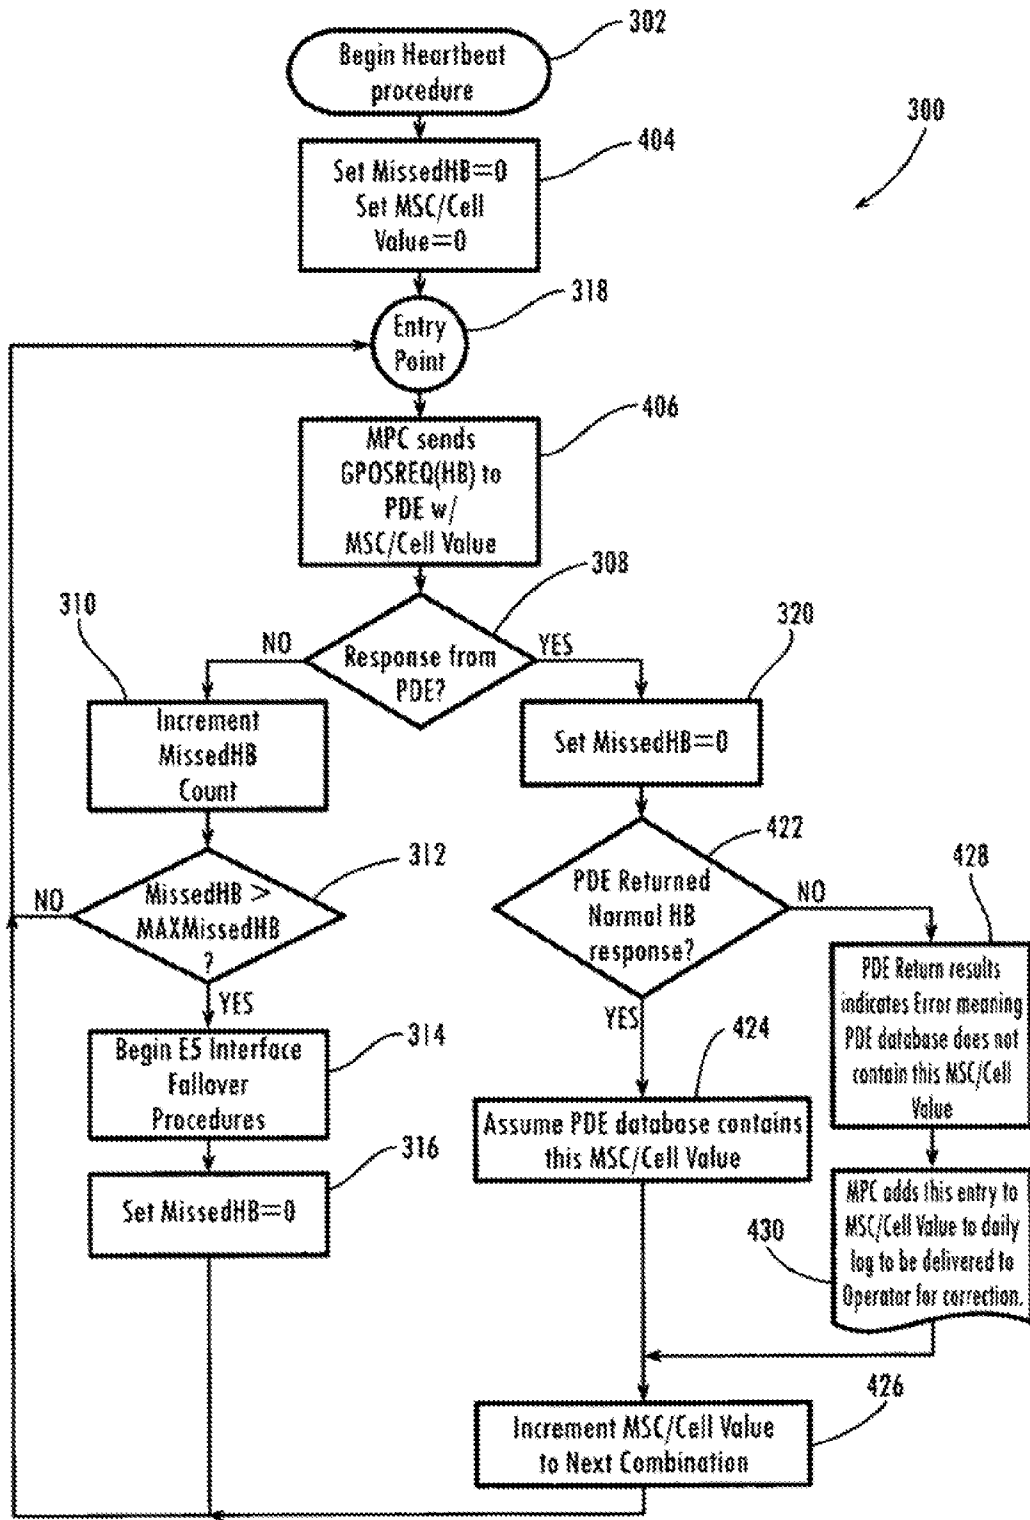 302
Begin Heartbeat
procedure
300
404
Set MissedHB=0
Set MSC/Cell
Value=0
318
Entry
Point
406
MPC sends
GPOSREQ(HB) to
PDE w/
MSC/Cell Value
308
310
320
NO
Response from
PDE?
YES
Increment
MissedHB
Count
Set MissedHB=0
422
312
428
NO
MissedHB >
MAXMissedHB
?
PDE Returned
Normal HB
response?
NO
YES
YES
PDE Return results
indicates Error meaning
PDE database does not
contain this MSC/Cell
Value
314
424
Begin E5 Interface
Fallover
Procedures
Assume PDE database contains
this MSC/Cell Value
316
Set MissedHB=0
430
MPC adds this entry to
MSC/Cell Value to daily
log to be delivered to
Operator for correction.
426
Increment MSC/Cell Value
to Next Combination